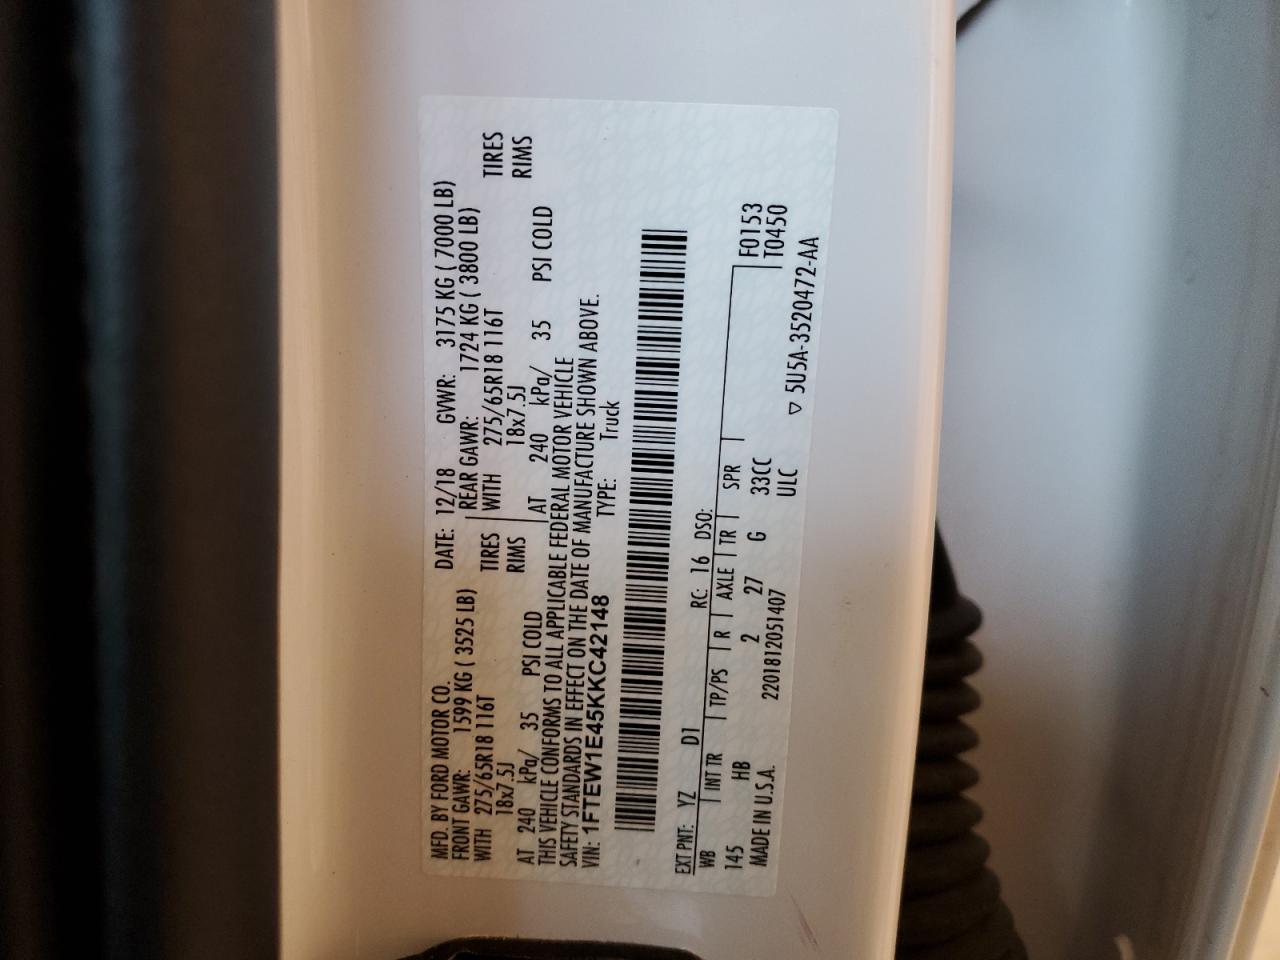 MFD. BY FORD MOTOR CO. DATE: 12/18 GVWR: 3175 KG ( 7000 LB)
FRONT GAWR: 1599 KG ( 3525 LB) REAR GAWR: 1724 KG ( 3800 LB)
WITH 275/65R18 116T TIRES WITH 275/65R18 116T TIRES
18x7.5J RIMS 18x7.5J RIMS
AT 240 kPa/ 35 PSI COLD AT 240 kPa/ 35 PSI COLD
THIS VEHICLE CONFORMS TO ALL APPLICABLE FEDERAL MOTOR VEHICLE
SAFETY STANDARDS IN EFFECT ON THE DATE OF MANUFACTURE SHOWN ABOVE.
VIN: 1FTEW1E45KKC42148 TYPE: Truck
EXT PNT: YZ D1 RC: 16 DSO:
WB INT TR TP/PS R AXLE TR SPR F0153
145 HB 2 27 G 33CC T0450
MADE IN U.S.A. 2201812051407 ULC
▽ 5U5A-3520472-AA